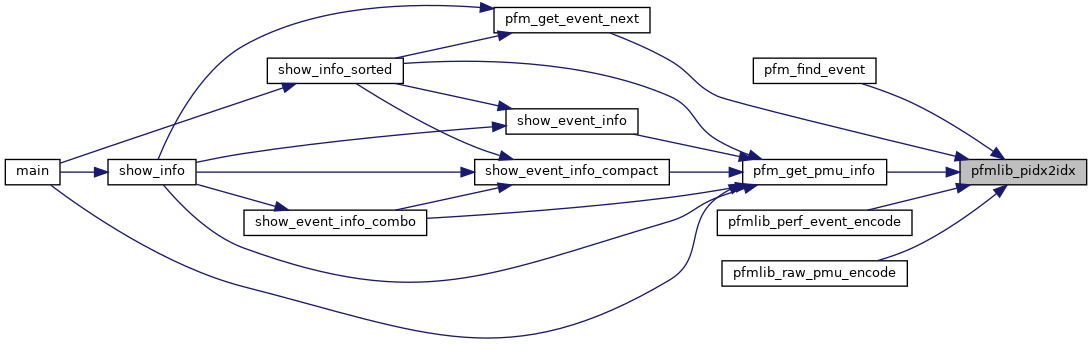 pfm_get_event_next
show_info_sorted
pfm_find_event
show_event_info
main
show_info
show_event_info_compact
pfm_get_pmu_info
pfmlib_pidx2idx
show_event_info_combo
pfmlib_perf_event_encode
pfmlib_raw_pmu_encode